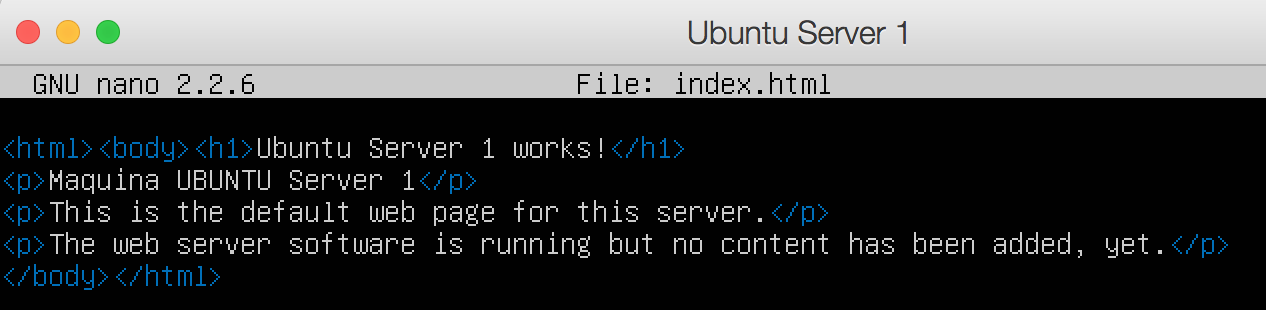 Ubuntu Server 1
GNU nano 2.2.6 File: index.html
<html><body><h1>Ubuntu Server 1 works!</h1>
<p>Maquina UBUNTU Server 1</p>
<p>This is the default web page for this server.</p>
<p>The web server software is running but no content has been added, yet.</p>
</body></html>